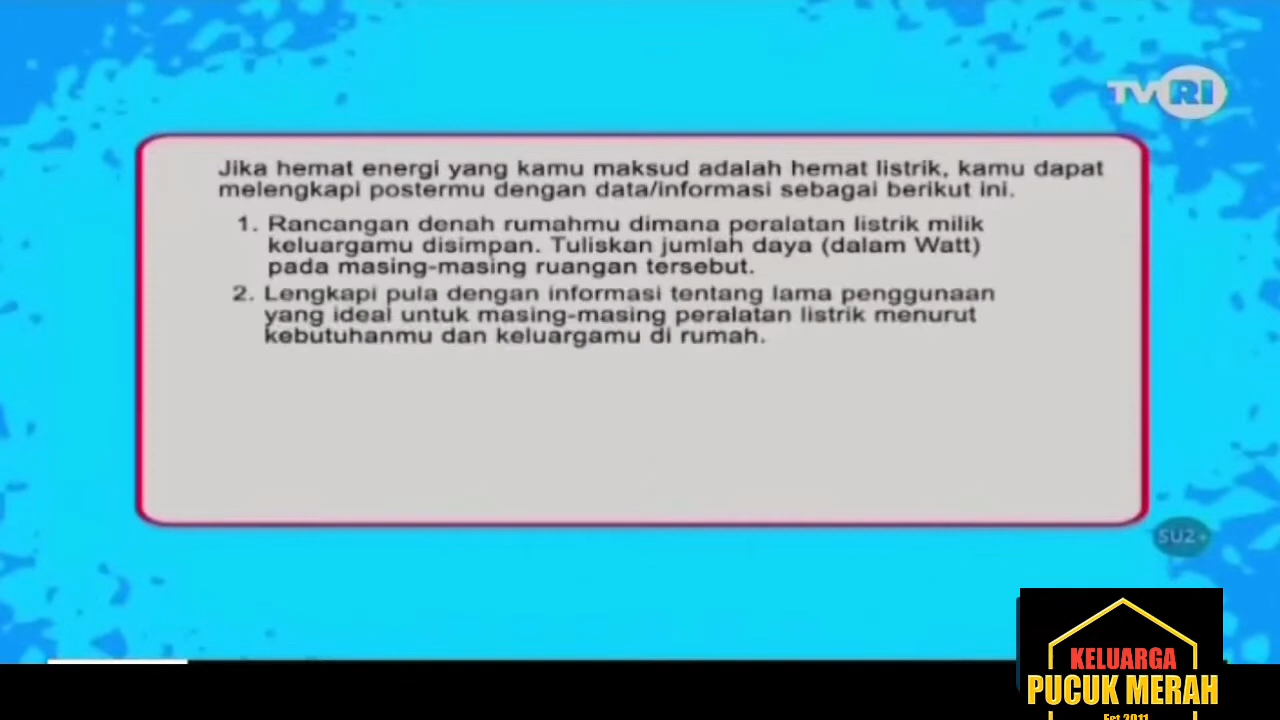 TVRI
Jika hemat energi yang kamu maksud adalah hemat listrik, kamu dapat
melengkapi postermu dengan data/informasi sebagai berikut ini.
1. Rancangan denah rumahmu dimana peralatan listrik milik
keluargamu disimpan. Tuliskan jumlah daya (dalam Watt)
pada masing-masing ruangan tersebut.
2. Lengkapi pula dengan informasi tentang lama penggunaan
yang ideal untuk masing-masing peralatan listrik menurut
kebutuhanmu dan keluargamu di rumah.
SU2+
KELUARGA
PUCUK MERAH
Est 2011